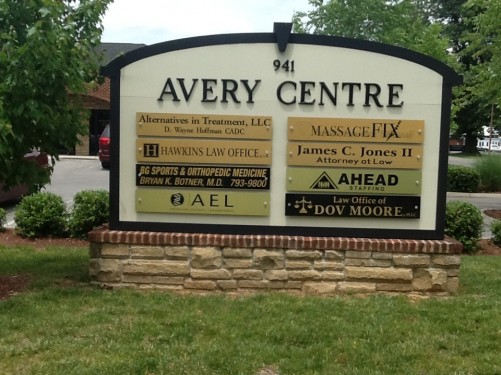 941
AVERY CENTRE
Alternatives in Treatment, LLC
D. Wayne Hoffman CADC
H HAWKINS LAW OFFICE
BG SPORTS & ORTHOPEDIC MEDICINE
BRYAN K. BOTNER, M.D. 793-9800
AEL
MASSAGEFIX
James C. Jones II
Attorney at Law
AHEAD
STAFFING
Law Office of
DOV MOORE